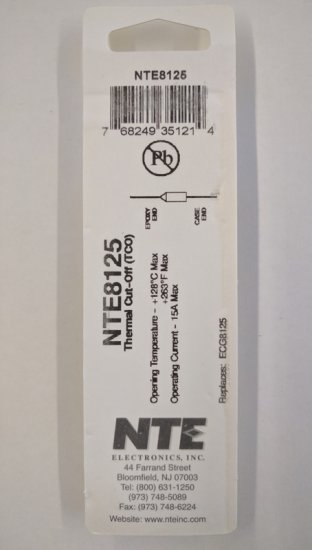 NTE8125
7 68249 35121 4
Pb
EPOXY END
CASE END
NTE8125
Thermal Cut-Off (TCO)
Opening Temperature - +128°C Max
+263°F Max
Operating Current - 15A Max
Replaces: ECG8125
NTE
ELECTRONICS, INC.
44 Farrand Street
Bloomfield, NJ 07003
Tel: (800) 631-1250
(973) 748-5089
Fax: (973) 748-6224
Website: www.nteinc.com